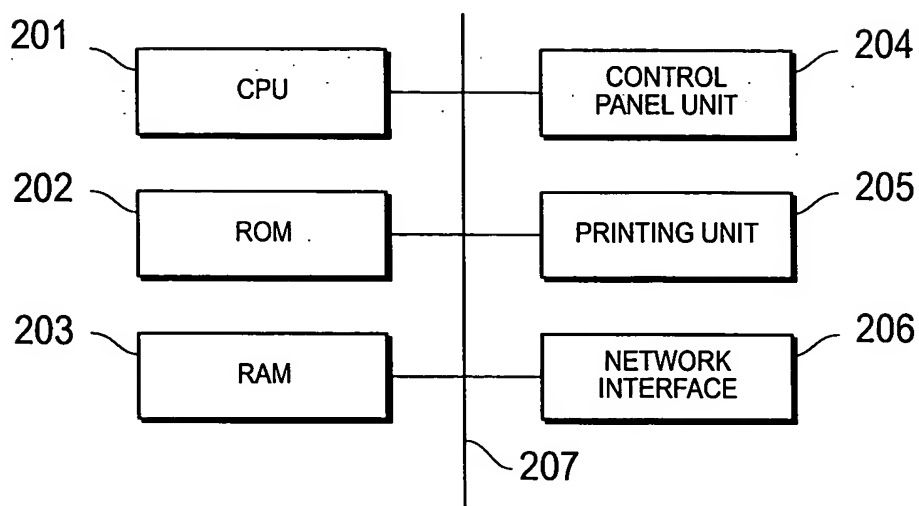 201
CPU
204
CONTROL
PANEL UNIT
202
ROM
205
PRINTING UNIT
203
RAM
206
NETWORK
INTERFACE
207